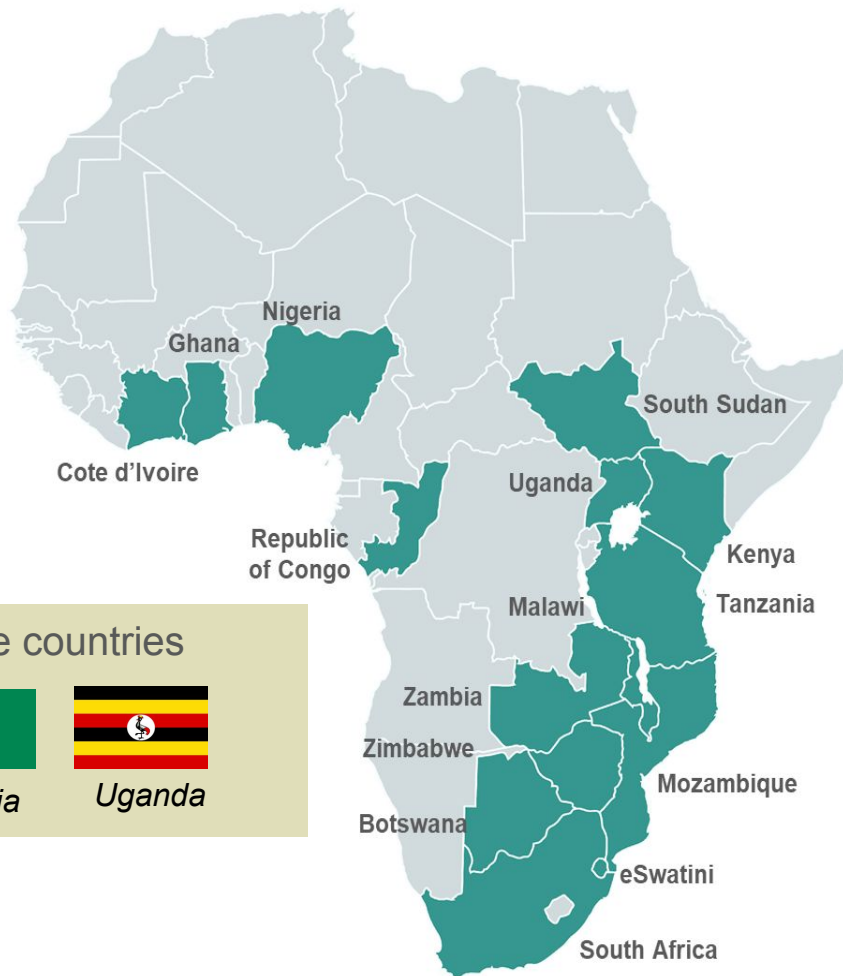 Nigeria
Ghana
South Sudan
Cote d’Ivoire
Uganda
Republic
of Congo
Kenya
Malawi
Tanzania
e countries
Zambia
Zimbabwe
Mozambique
ia
Uganda
Botswana
eSwatini
South Africa